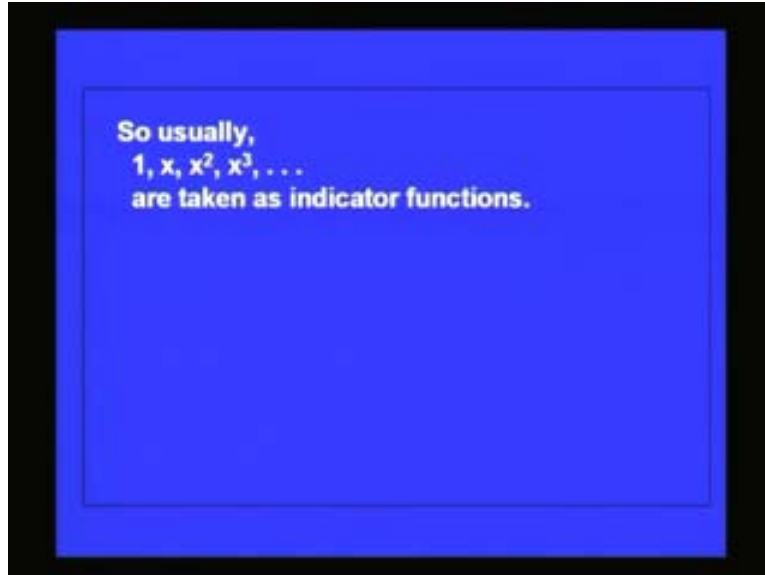 So usually,
1, x, x², x³, . . .
are taken as indicator functions.